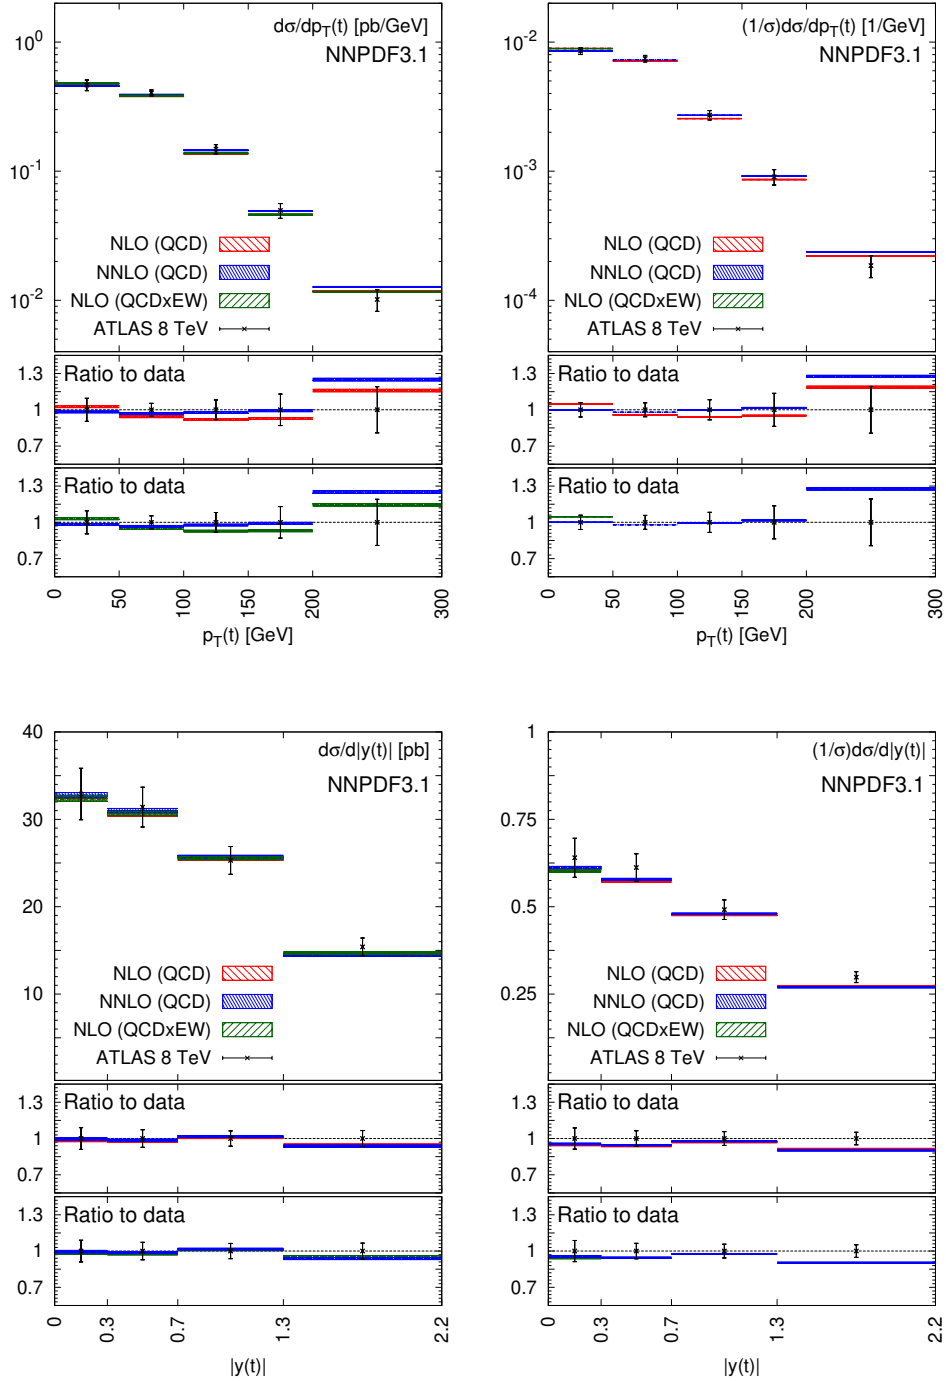 dσ/dp_T(t) [pb/GeV]
NNPDF3.1
10^0
10^-1
10^-2
NLO (QCD)
NNLO (QCD)
NLO (QCDxEW)
ATLAS 8 TeV
Ratio to data
1.3
1
0.7
Ratio to data
1.3
1
0.7
0 50 100 150 200 300
p_T(t) [GeV]
(1/σ)dσ/dp_T(t) [1/GeV]
NNPDF3.1
10^-2
10^-3
10^-4
NLO (QCD)
NNLO (QCD)
NLO (QCDxEW)
ATLAS 8 TeV
Ratio to data
1.3
1
0.7
Ratio to data
1.3
1
0.7
0 50 100 150 200 300
p_T(t) [GeV]
dσ/d|y(t)| [pb]
NNPDF3.1
40
30
20
10
NLO (QCD)
NNLO (QCD)
NLO (QCDxEW)
ATLAS 8 TeV
Ratio to data
1.3
1
0.7
Ratio to data
1.3
1
0.7
0 0.3 0.7 1.3 2.2
|y(t)|
(1/σ)dσ/d|y(t)|
NNPDF3.1
1
0.75
0.5
0.25
NLO (QCD)
NNLO (QCD)
NLO (QCDxEW)
ATLAS 8 TeV
Ratio to data
1.3
1
0.7
Ratio to data
1.3
1
0.7
0 0.3 0.7 1.3 2.2
|y(t)|